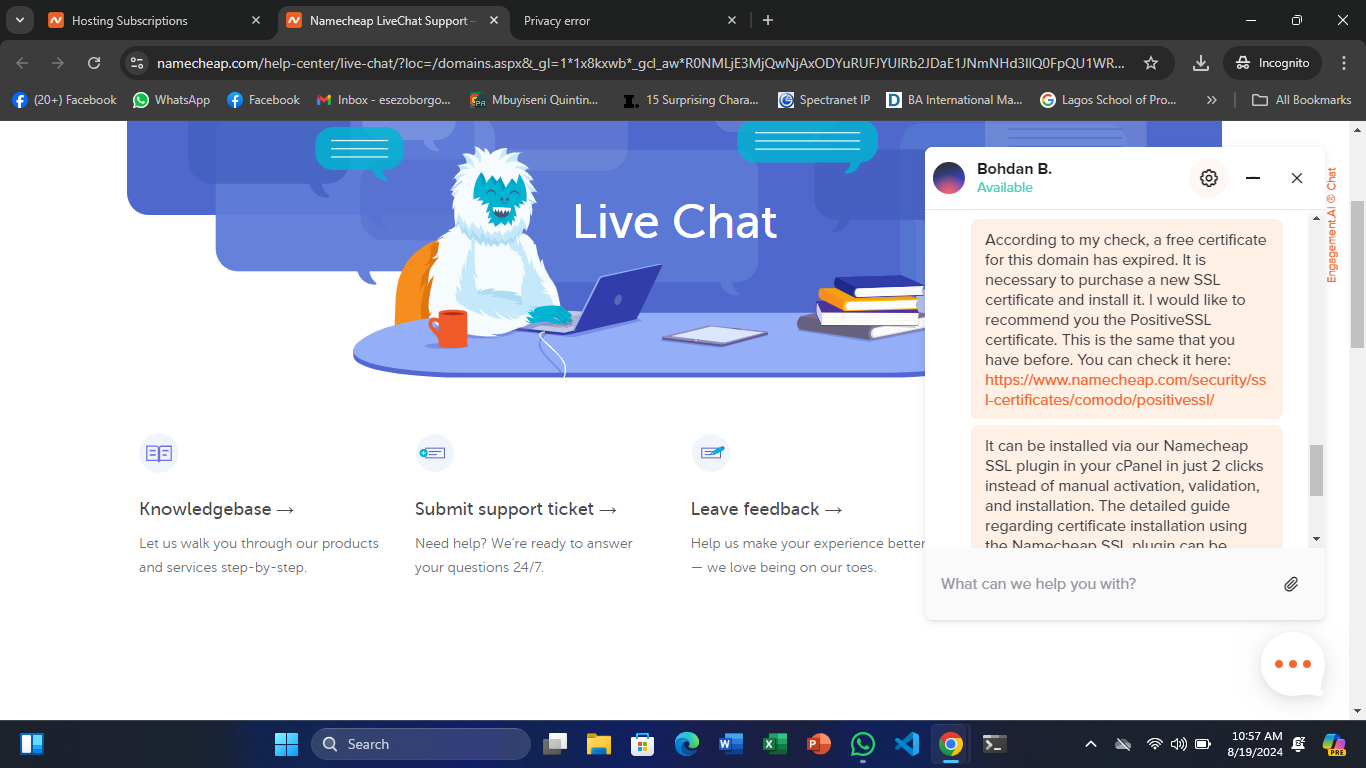 Hosting Subscriptions
Namecheap LiveChat Support –
Privacy error
namecheap.com/help-center/live-chat/?loc=/domains.aspx&_gl=1*1x8kxwb*_gcl_aw*
Incognito
(20+) Facebook
WhatsApp
Facebook
Inbox - esezoborgo...
Mbuyiseni Quintin...
15 Surprising Chara...
Spectranet IP
BA International Ma...
Lagos School of Pro...
All Bookmarks
Live Chat
Knowledgebase →
Let us walk you through our products
and services step-by-step.
Submit support ticket →
Need help? We're ready to answer
your questions 24/7.
Leave feedback →
Help us make your experience better
— we love being on our toes.
Bohdan B.
Available
Engagement.AI ® Chat
According to my check, a free certificate
for this domain has expired. It is
necessary to purchase a new SSL
certificate and install it. I would like to
recommend you the PositiveSSL
certificate. This is the same that you
have before. You can check it here:
https://www.namecheap.com/security/ss
l-certificates/comodo/positivessl/
It can be installed via our Namecheap
SSL plugin in your cPanel in just 2 clicks
instead of manual activation, validation,
and installation. The detailed guide
regarding certificate installation using
the Namecheap SSL plugin can be
What can we help you with?
Search
10:57 AM
8/19/2024
PRE